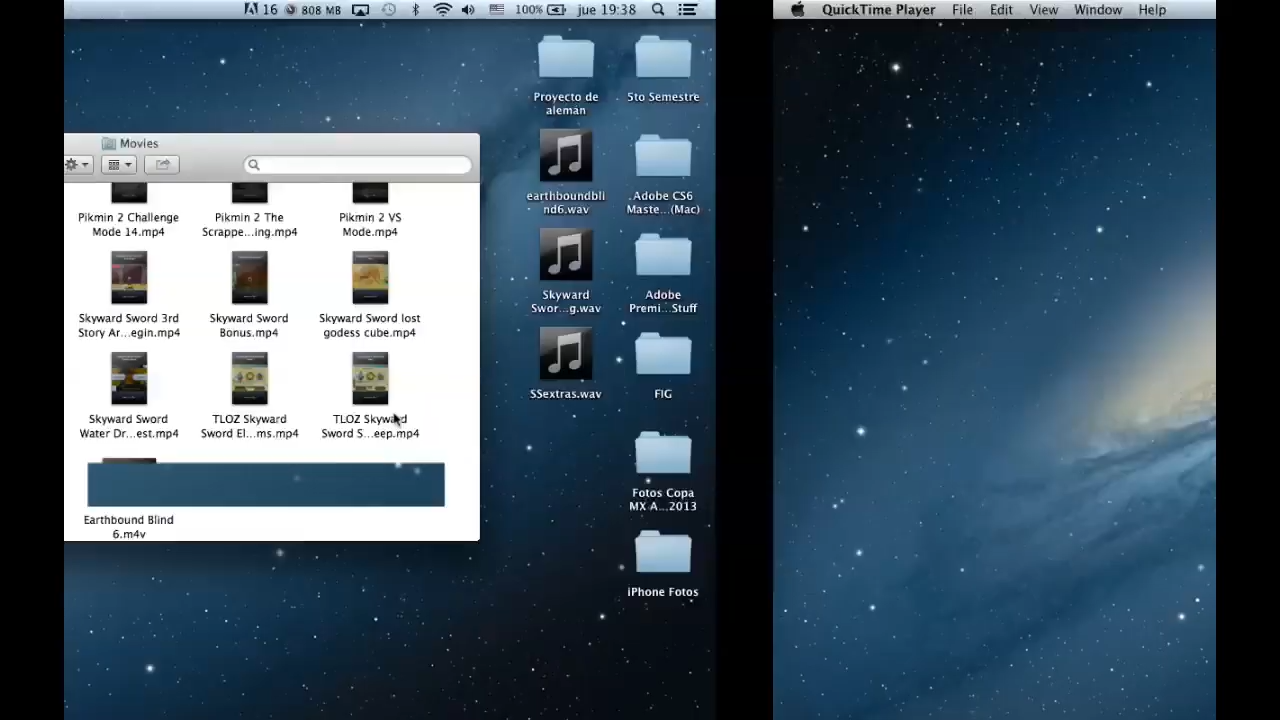 16 808 MB 100% jue 19:38
QuickTime Player File Edit View Window Help
Movies
Pikmin 2 Challenge
Mode 14.mp4
Pikmin 2 The
Scrappe...ing.mp4
Pikmin 2 VS
Mode.mp4
Skyward Sword 3rd
Story Ar...egin.mp4
Skyward Sword
Bonus.mp4
Skyward Sword lost
godess cube.mp4
Skyward Sword
Water Dr...est.mp4
TLOZ Skyward
Sword El...ms.mp4
TLOZ Skyward
Sword S...eep.mp4
Earthbound Blind
6.m4v
Proyecto de
alemán
5to Semestre
earthboundbli
nd6.wav
Adobe CS6
Maste...(Mac)
Skyward
Swor...g.wav
Adobe
Premi...Stuff
SSextras.wav
FIG
Fotos Copa
MX A...2013
iPhone Fotos